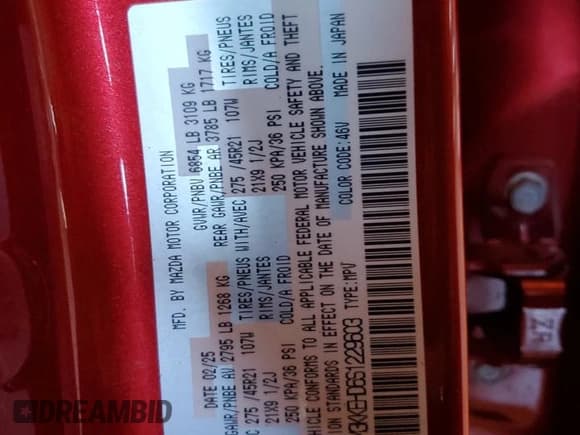 MFD. BY MAZDA MOTOR CORPORATION
DATE 02/25 GVWR/PNBV 6854 LB 3109 KG
GAWR/PNBE AV 2795 LB 1268 KG REAR GAWR/PNBE AR 3785 LB 1717 KG
275 /45R21 107W TIRES/PNEUS WITH/AVEC 275 /45R21 107W TIRES/PNEUS
21X9 1/2J RIMS/JANTES 21X9 1/2J RIMS/JANTES
250 KPA/36 PSI COLD/A FROID 250 KPA/36 PSI COLD/A FROID
VEHICLE CONFORMS TO ALL APPLICABLE FEDERAL MOTOR VEHICLE SAFETY AND THEFT
STANDARDS IN EFFECT ON THE DATE OF MANUFACTURE SHOWN ABOVE.
TYPE:MPV COLOR CODE:46V MADE IN JAPAN
DREAMBID